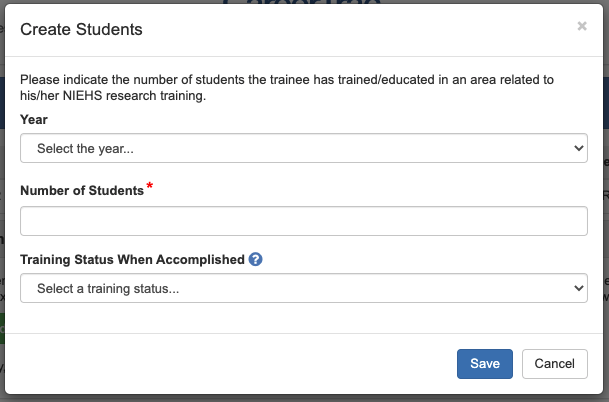 Create Students
×
Please indicate the number of students the trainee has trained/educated in an area related to
his/her NIEHS research training.
Year
Select the year...
Number of Students*
Training Status When Accomplished ?
Select a training status...
Save
Cancel